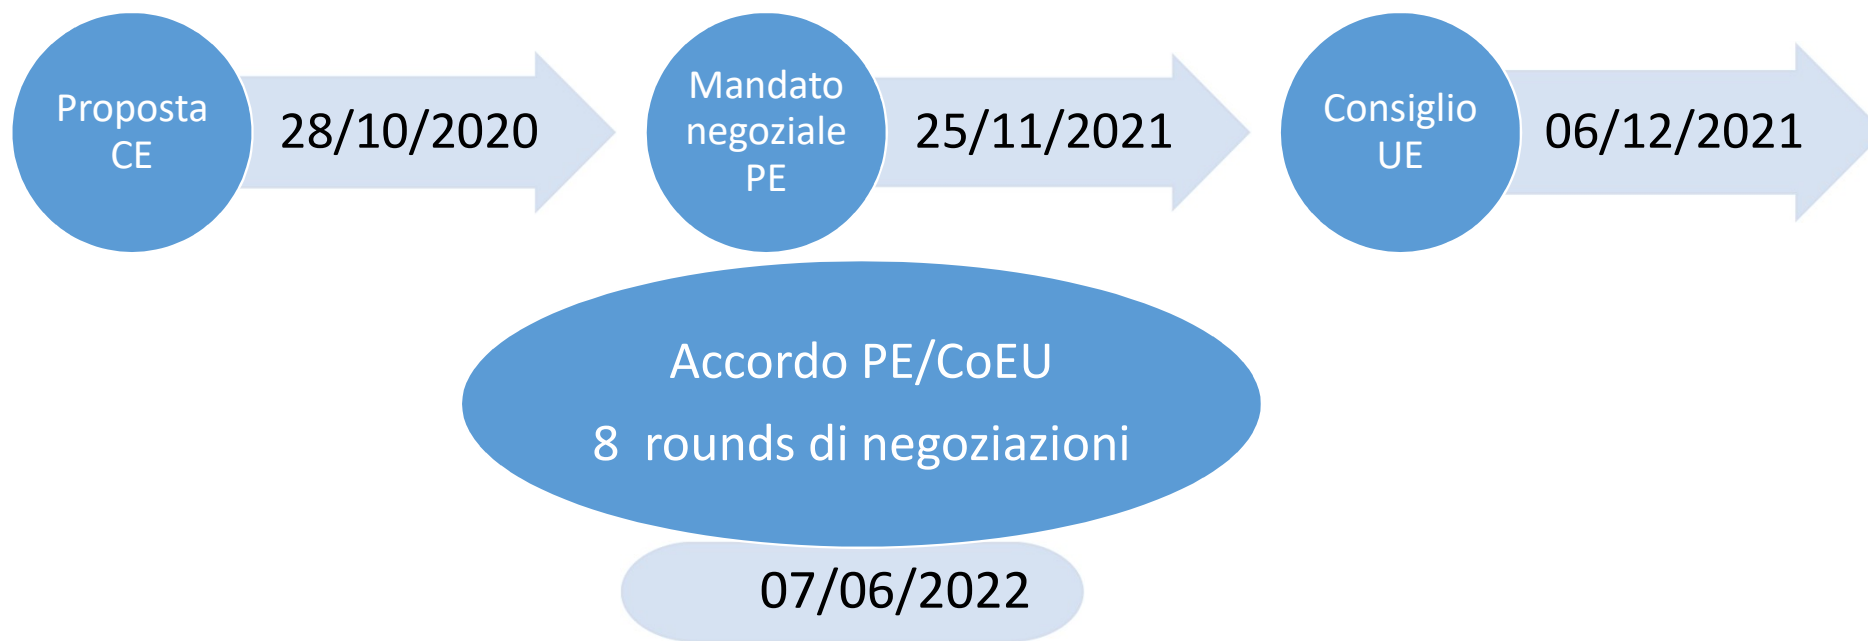 Proposta
CE
28/10/2020
Mandato
negoziale
PE
25/11/2021
Consiglio
UE
06/12/2021
Accordo PE/CoEU
8 rounds di negoziazioni
07/06/2022